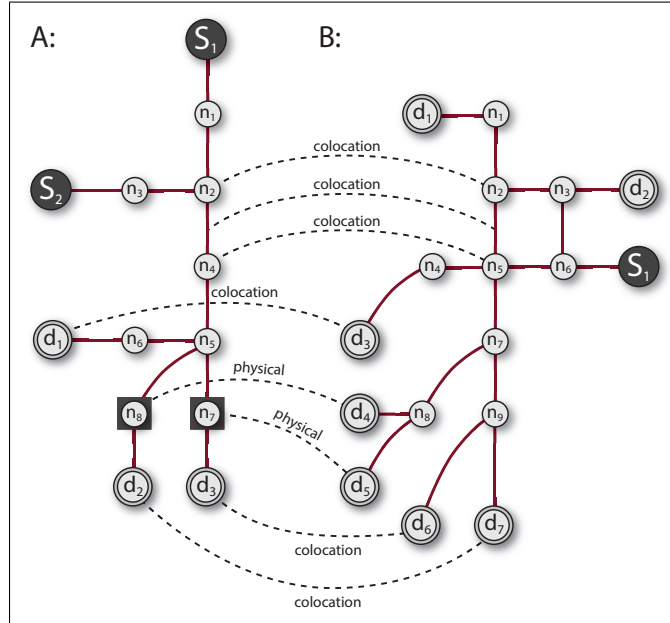 A:
B:
S1
n1
d1
n1
colocation
S2
n3
n2
n2
n3
d2
colocation
colocation
n4
n4
n5
n6
S1
colocation
d1
n6
n5
d3
n7
physical
n8
n7
physical
d4
n8
n9
d2
d3
d5
d6
d7
colocation
colocation